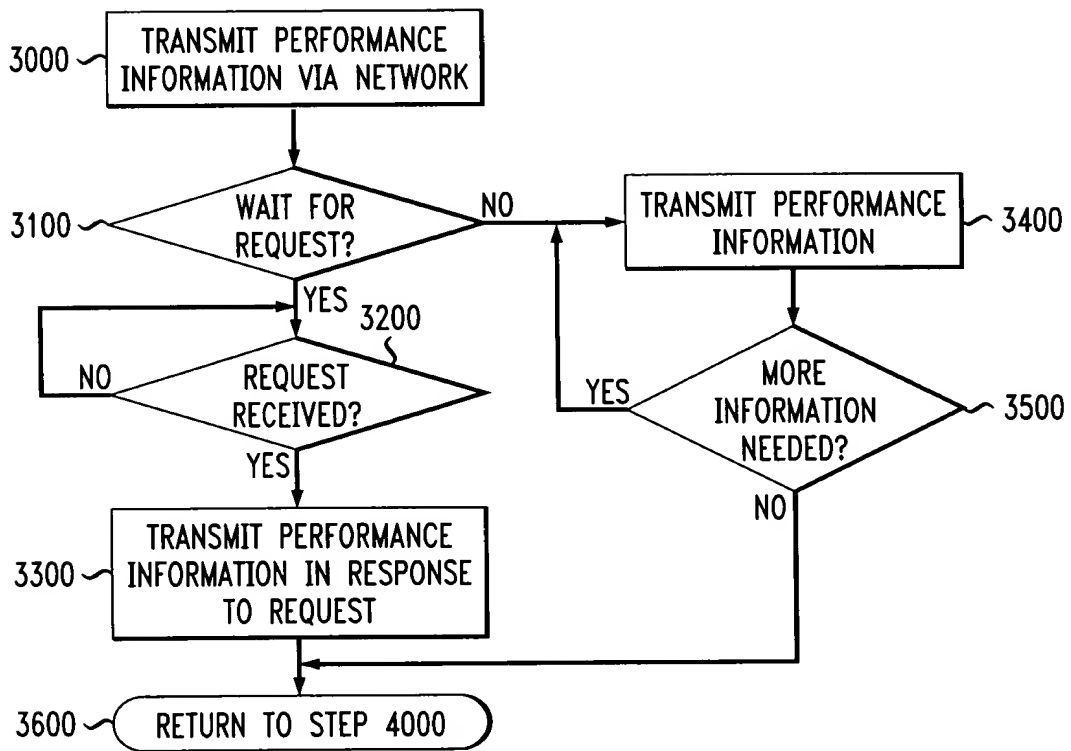 3000
TRANSMIT PERFORMANCE
INFORMATION VIA NETWORK
3100
WAIT FOR
REQUEST?
NO
YES
TRANSMIT PERFORMANCE
INFORMATION
3400
3200
REQUEST
RECEIVED?
NO
YES
MORE
INFORMATION
NEEDED?
YES
3500
NO
3300
TRANSMIT PERFORMANCE
INFORMATION IN RESPONSE
TO REQUEST
3600
RETURN TO STEP 4000